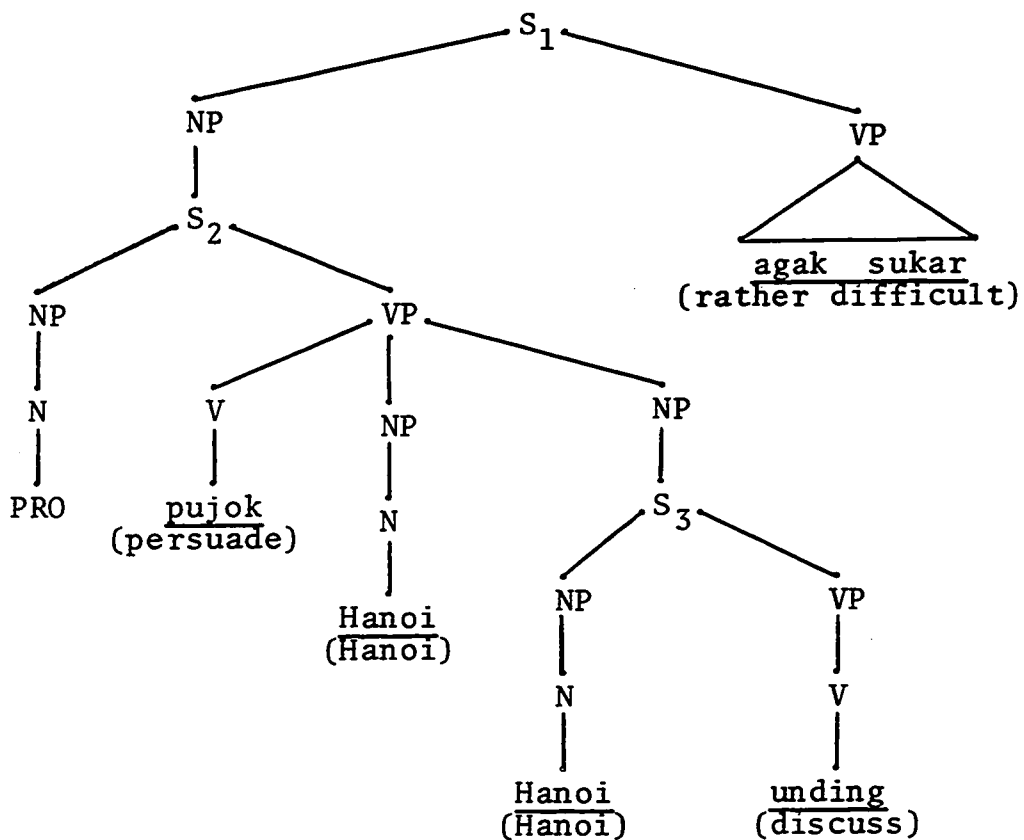 S1
NP VP
S2
agak sukar
(rather difficult)
NP VP
N V NP NP
PRO pujok
(persuade)
N S3
Hanoi
(Hanoi)
NP VP
N V
Hanoi unding
(Hanoi) (discuss)